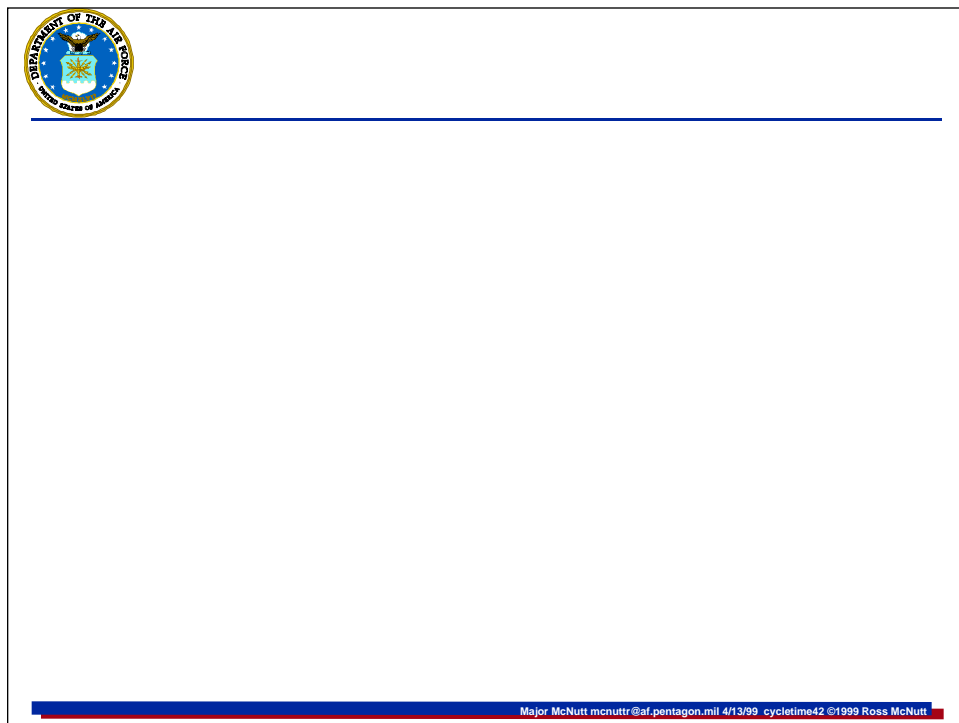 DEPARTMENT OF THE AIR FORCE
UNITED STATES OF AMERICA
Major McNutt mcnuttr@af.pentagon.mil 4/13/99 cycletime42 ©1999 Ross McNutt